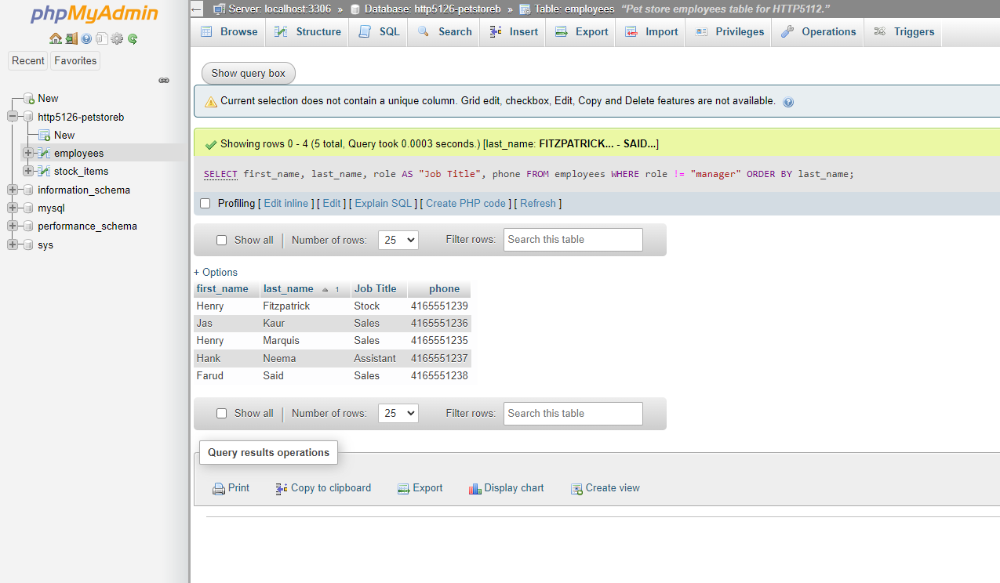 phpMyAdmin
Recent Favorites
New
http5126-petstoreb
New
employees
stock_items
information_schema
mysql
performance_schema
sys
Server: localhost:3306 » Database: http5126-petstoreb » Table: employees "Pet store employees table for HTTP5112."
Browse Structure SQL Search Insert Export Import Privileges Operations Triggers
Show query box
Current selection does not contain a unique column. Grid edit, checkbox, Edit, Copy and Delete features are not available.
Showing rows 0 - 4 (5 total, Query took 0.0003 seconds.) [last_name: FITZPATRICK... - SAID...]
SELECT first_name, last_name, role AS "Job Title", phone FROM employees WHERE role != "manager" ORDER BY last_name;
Profiling [ Edit inline ] [ Edit ] [ Explain SQL ] [ Create PHP code ] [ Refresh ]
Show all | Number of rows: 25 Filter rows: Search this table
+ Options
first_name last_name 1 Job Title phone
Henry Fitzpatrick Stock 4165551239
Jas Kaur Sales 4165551236
Henry Marquis Sales 4165551235
Hank Neema Assistant 4165551237
Farud Said Sales 4165551238
Show all | Number of rows: 25 Filter rows: Search this table
Query results operations
Print Copy to clipboard Export Display chart Create view